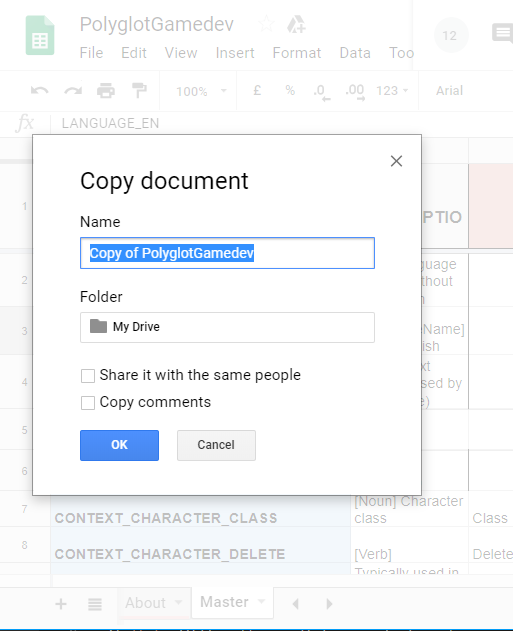 PolyglotGamedev
12
File Edit View Insert Format Data Too
100% £ % .0 .00 123 Arial
fx LANGUAGE_EN
Copy document
Name
Copy of PolyglotGamedev
Folder
My Drive
Share it with the same people
Copy comments
OK Cancel
1 PTIO
2 guage
thout
n
3 eName]
ish
4 xt
sed by
e)
5
6
7 CONTEXT_CHARACTER_CLASS [Noun] Character
class Class
8 CONTEXT_CHARACTER_DELETE [Verb] Delete
Typically used in
About Master